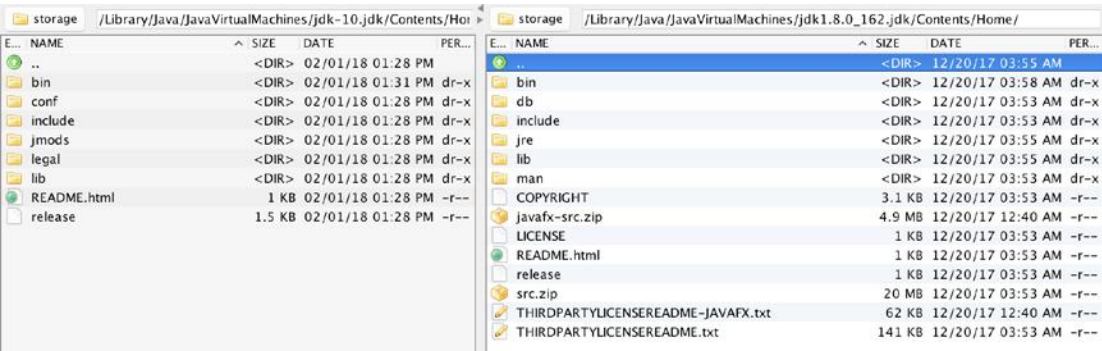 storage /Library/Java/JavaVirtualMachines/jdk-10.jdk/Contents/Hor
E... NAME SIZE DATE PER...
.. <DIR> 02/01/18 01:28 PM
bin <DIR> 02/01/18 01:31 PM dr-x
conf <DIR> 02/01/18 01:28 PM dr-x
include <DIR> 02/01/18 01:28 PM dr-x
jmods <DIR> 02/01/18 01:28 PM dr-x
legal <DIR> 02/01/18 01:28 PM dr-x
lib <DIR> 02/01/18 01:28 PM dr-x
README.html 1 KB 02/01/18 01:28 PM -r--
release 1.5 KB 02/01/18 01:28 PM -r--
storage /Library/Java/JavaVirtualMachines/jdk1.8.0_162.jdk/Contents/Home/
E... NAME SIZE DATE PER...
.. <DIR> 12/20/17 03:55 AM
bin <DIR> 12/20/17 03:58 AM dr-x
db <DIR> 12/20/17 03:53 AM dr-x
include <DIR> 12/20/17 03:53 AM dr-x
jre <DIR> 12/20/17 03:55 AM dr-x
lib <DIR> 12/20/17 03:55 AM dr-x
man <DIR> 12/20/17 03:53 AM dr-x
COPYRIGHT 3.1 KB 12/20/17 03:53 AM -r--
javafx-src.zip 4.9 MB 12/20/17 12:40 AM -r--
LICENSE 1 KB 12/20/17 03:53 AM -r--
README.html 1 KB 12/20/17 03:53 AM -r--
release 1 KB 12/20/17 03:53 AM -r--
src.zip 20 MB 12/20/17 03:53 AM -r--
THIRDPARTYLICENSEREADME-JAVAFX.txt 62 KB 12/20/17 12:40 AM -r--
THIRDPARTYLICENSEREADME.txt 141 KB 12/20/17 03:53 AM -r--